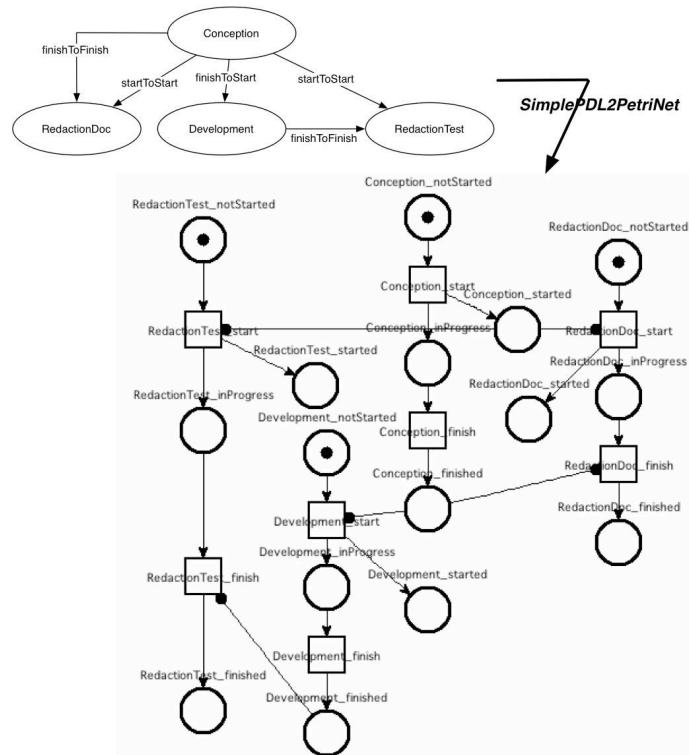 Conception
finishToFinish
startToStart
finishToStart
startToStart
SimplePDL2PetriNet
RedactionDoc
Development
finishToFinish
RedactionTest
Conception_notStarted
RedactionTest_notStarted
RedactionDoc_notStarted
Conception_start
Conception_started
RedactionTest_start
Conception_inProgress
RedactionDoc_start
RedactionTest_started
RedactionDoc_inProgress
RedactionDoc_started
RedactionTest_inProgress
Development_notStarted
Conception_finish
RedactionDoc_finish
Conception_finished
RedactionDoc_finished
Development_start
Development_inProgress
RedactionTest_finish
Development_started
Development_finish
RedactionTest_finished
Development_finished